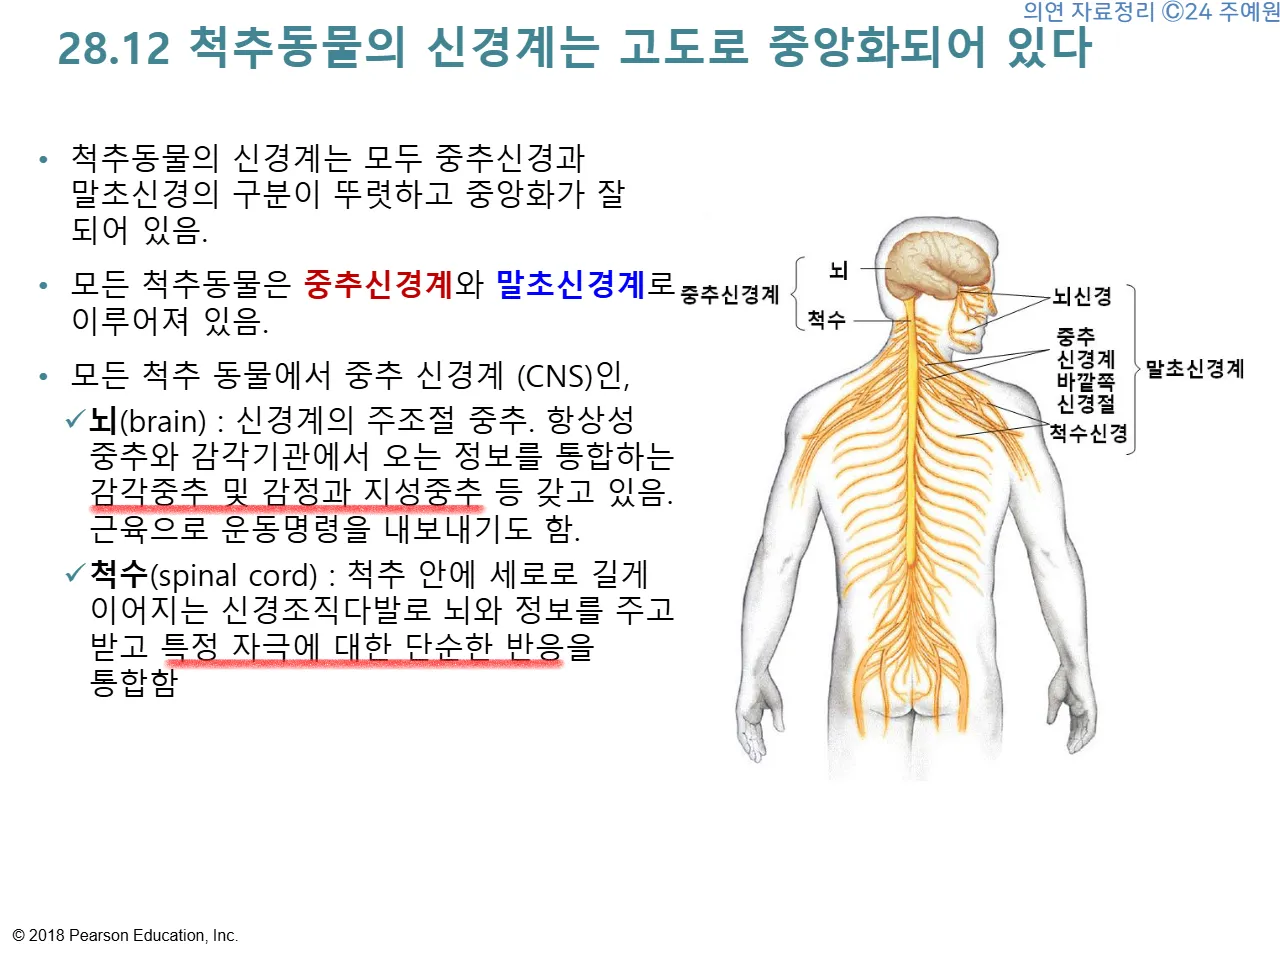 의연 자료정리 ©24 주예원
28.12 척추동물의 신경계는 고도로 중앙화되어 있다
• 척추동물의 신경계는 모두 중추신경과
말초신경의 구분이 뚜렷하고 중앙화가 잘
되어 있음.
• 모든 척추동물은 중추신경계와 말초신경계로
이루어져 있음.
• 모든 척추 동물에서 중추 신경계 (CNS)인,
✓뇌(brain) : 신경계의 주조절 중추. 항상성
중추와 감각기관에서 오는 정보를 통합하는
감각중추 및 감정과 지성중추 등 갖고 있음.
근육으로 운동명령을 내보내기도 함.
✓척수(spinal cord) : 척추 안에 세로로 길게
이어지는 신경조직다발로 뇌와 정보를 주고
받고 특정 자극에 대한 단순한 반응을
통합함
중추신경계
뇌
척수
뇌신경
중추
신경계
바깥쪽
신경절
척수신경
말초신경계
© 2018 Pearson Education, Inc.